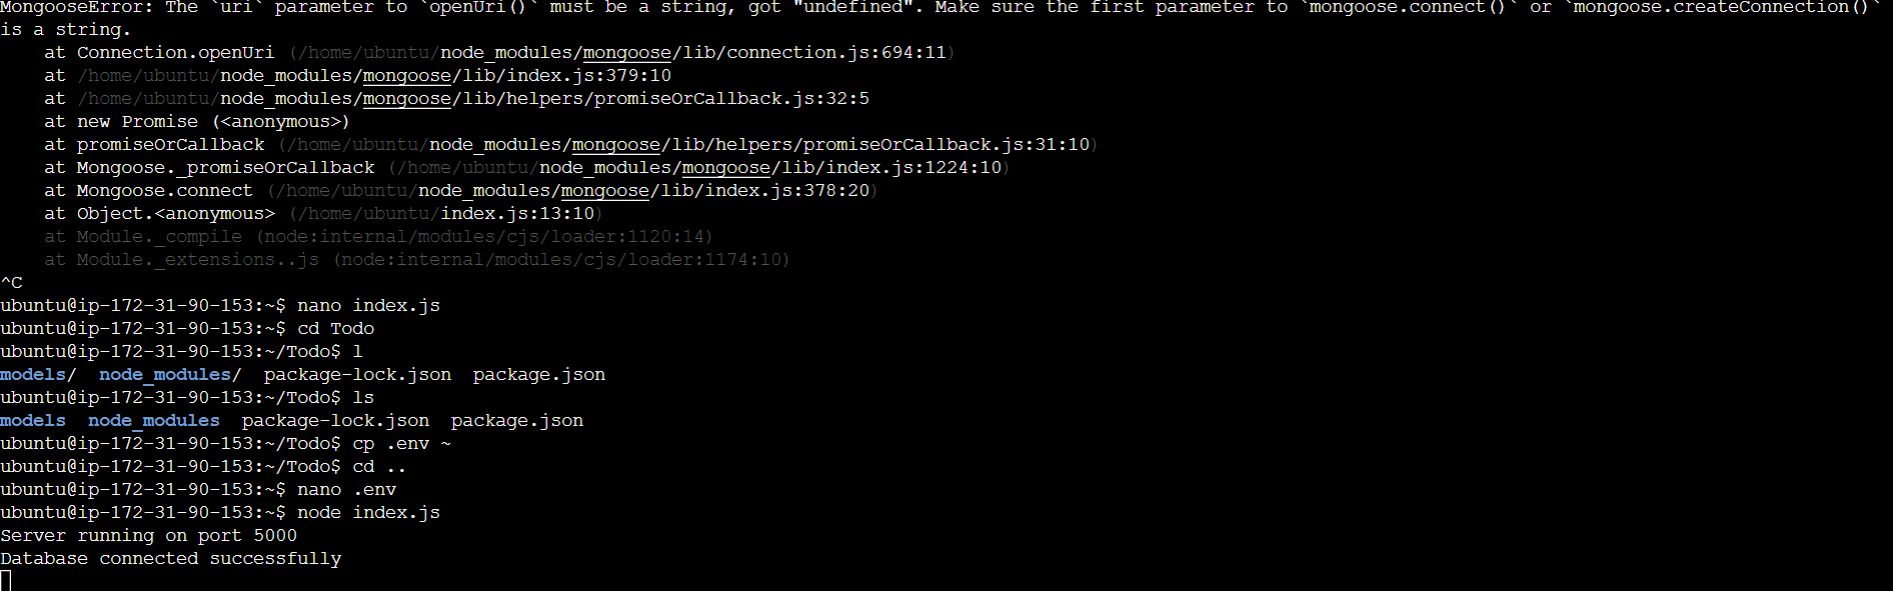 MongooseError: The `uri` parameter to `openUri()` must be a string, got "undefined". Make sure the first parameter to `mongoose.connect()` or `mongoose.createConnection()`
is a string.
    at Connection.openUri (/home/ubuntu/node_modules/mongoose/lib/connection.js:694:11)
    at /home/ubuntu/node_modules/mongoose/lib/index.js:379:10
    at /home/ubuntu/node_modules/mongoose/lib/helpers/promiseOrCallback.js:32:5
    at new Promise (<anonymous>)
    at promiseOrCallback (/home/ubuntu/node_modules/mongoose/lib/helpers/promiseOrCallback.js:31:10)
    at Mongoose._promiseOrCallback (/home/ubuntu/node_modules/mongoose/lib/index.js:1224:10)
    at Mongoose.connect (/home/ubuntu/node_modules/mongoose/lib/index.js:378:20)
    at Object.<anonymous> (/home/ubuntu/index.js:13:10)
    at Module._compile (node:internal/modules/cjs/loader:1120:14)
    at Module._extensions..js (node:internal/modules/cjs/loader:1174:10)
^C
ubuntu@ip-172-31-90-153:~$ nano index.js
ubuntu@ip-172-31-90-153:~$ cd Todo
ubuntu@ip-172-31-90-153:~/Todo$ l
models/  node_modules/  package-lock.json  package.json
ubuntu@ip-172-31-90-153:~/Todo$ ls
models  node_modules  package-lock.json  package.json
ubuntu@ip-172-31-90-153:~/Todo$ cp .env ~
ubuntu@ip-172-31-90-153:~/Todo$ cd ..
ubuntu@ip-172-31-90-153:~$ nano .env
ubuntu@ip-172-31-90-153:~$ node index.js
Server running on port 5000
Database connected successfully